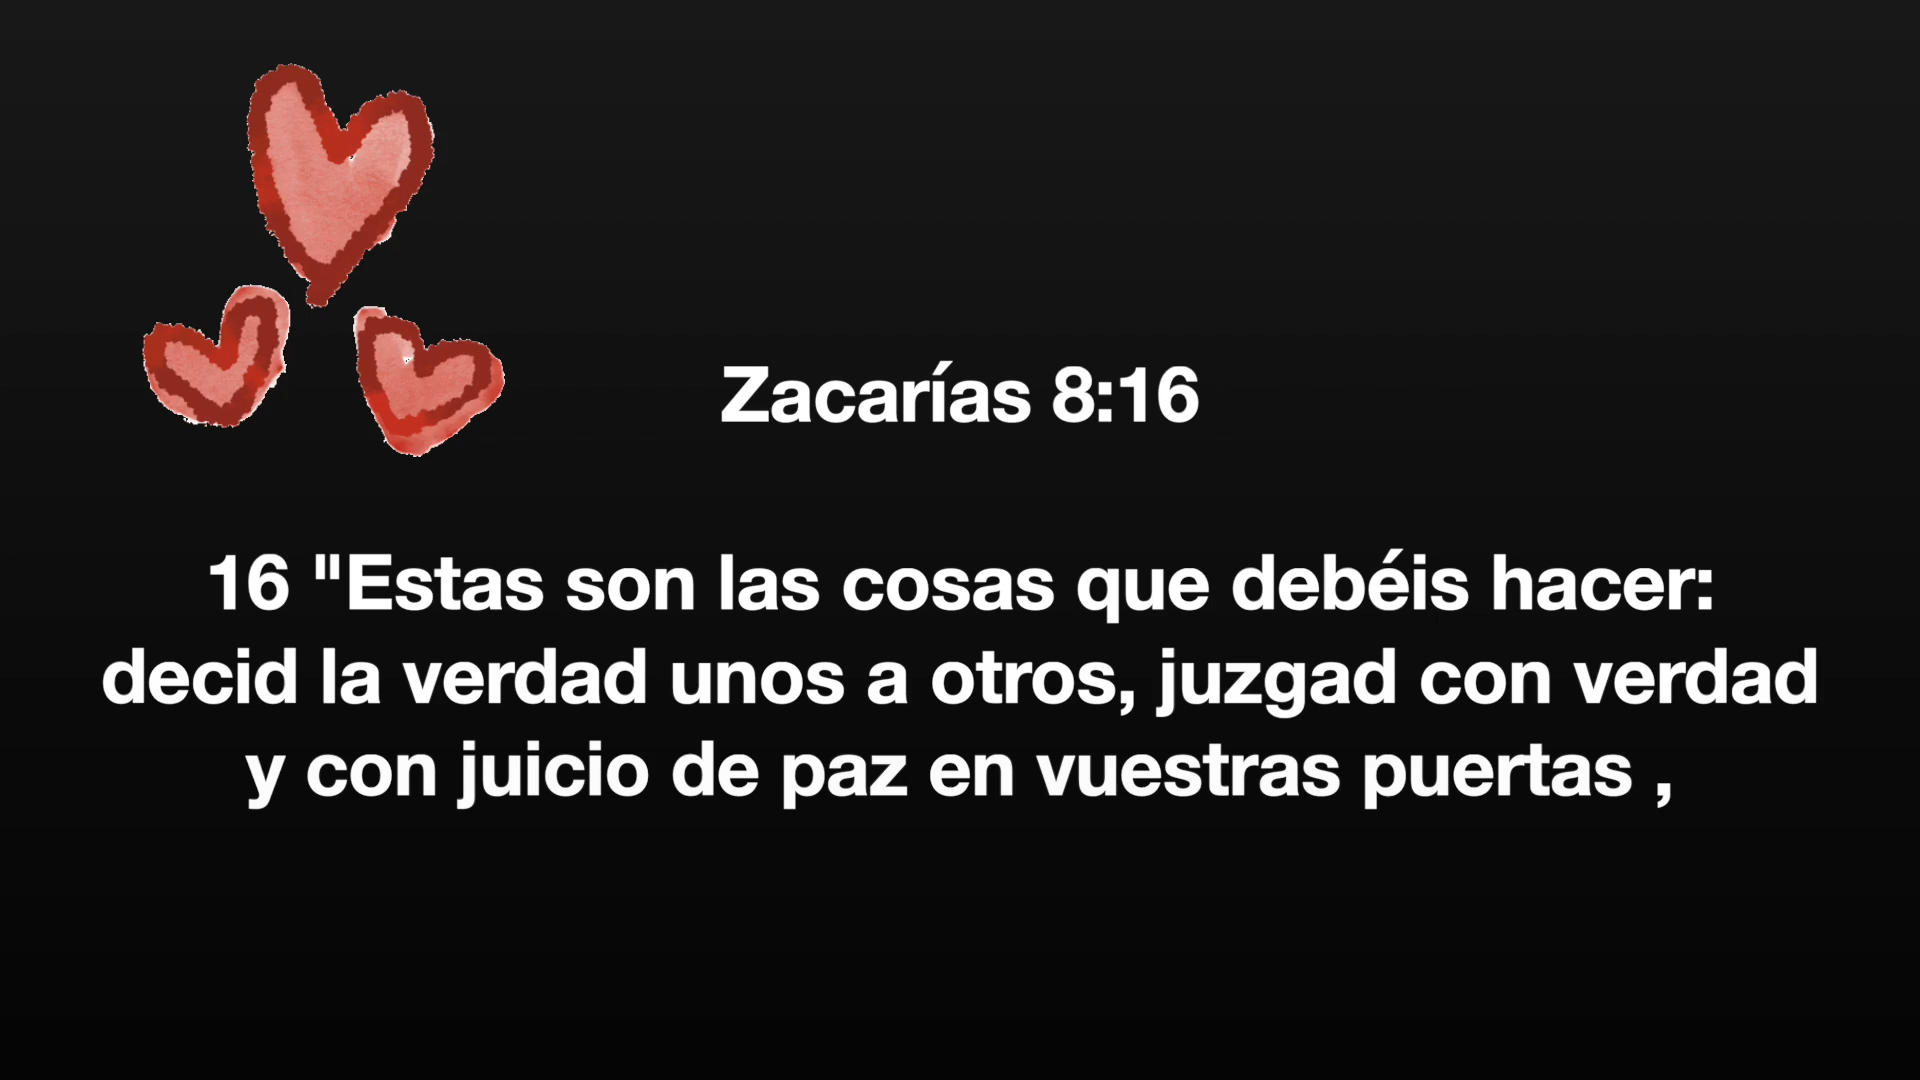 Zacarías 8:16
16 "Estas son las cosas que debéis hacer:
decid la verdad unos a otros, juzgad con verdad
y con juicio de paz en vuestras puertas ,